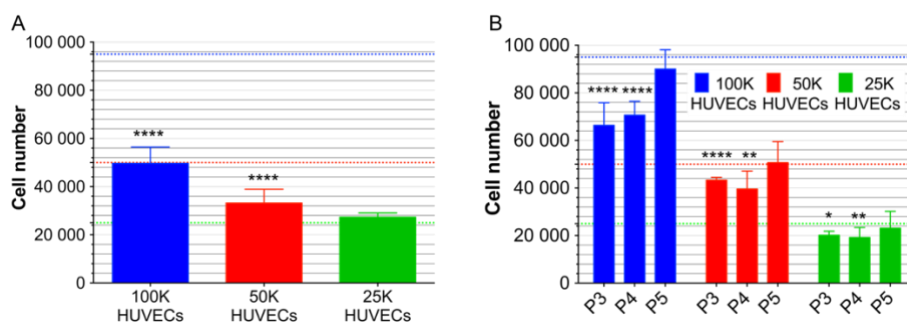 A
Cell number
100 000
80 000
60 000
40 000
20 000
0
****
****
100K
HUVECs
50K
HUVECs
25K
HUVECs
B
Cell number
100 000
80 000
60 000
40 000
20 000
0
100K
HUVECs
50K
HUVECs
25K
HUVECs
**** ****
**** **
* **
P3 P4 P5 P3 P4 P5 P3 P4 P5